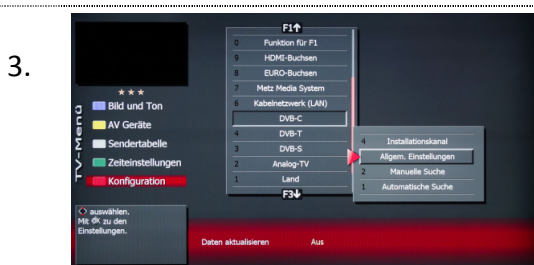 3.
F1↑
0 Funktion für F1
9 HDMI-Buchsen
8 EURO-Buchsen
7 Metz Media System
6 Kabelnetzwerk (LAN)
DVB-C
4 DVB-T
3 DVB-S
2 Analog-TV
1 Land
F3↓
4 Installationskanal
Allgem. Einstellungen
2 Manuelle Suche
1 Automatische Suche
TV-Menü
★★★
Bild und Ton
AV Geräte
Sendertabelle
Zeiteinstellungen
Konfiguration
auswählen.
Mit OK zu den
Einstellungen.
Daten aktualisieren Aus